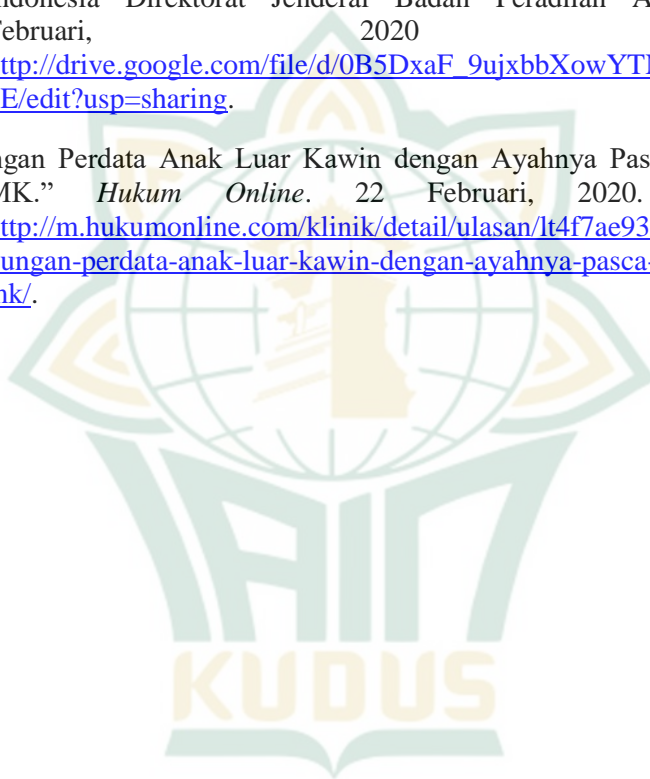 ndonesia Direktorat Jenderal Badan Peradilan A
ebruari, 2020
ttp://drive.google.com/file/d/0B5DxaF_9ujxbbXowYTN
E/edit?usp=sharing.
ngan Perdata Anak Luar Kawin dengan Ayahnya Pas
MK.” Hukum Online. 22 Februari, 2020.
ttp://m.hukumonline.com/klinik/detail/ulasan/lt4f7ae93
ungan-perdata-anak-luar-kawin-dengan-ayahnya-pasca-
nk/.
IAIN
KUDUS